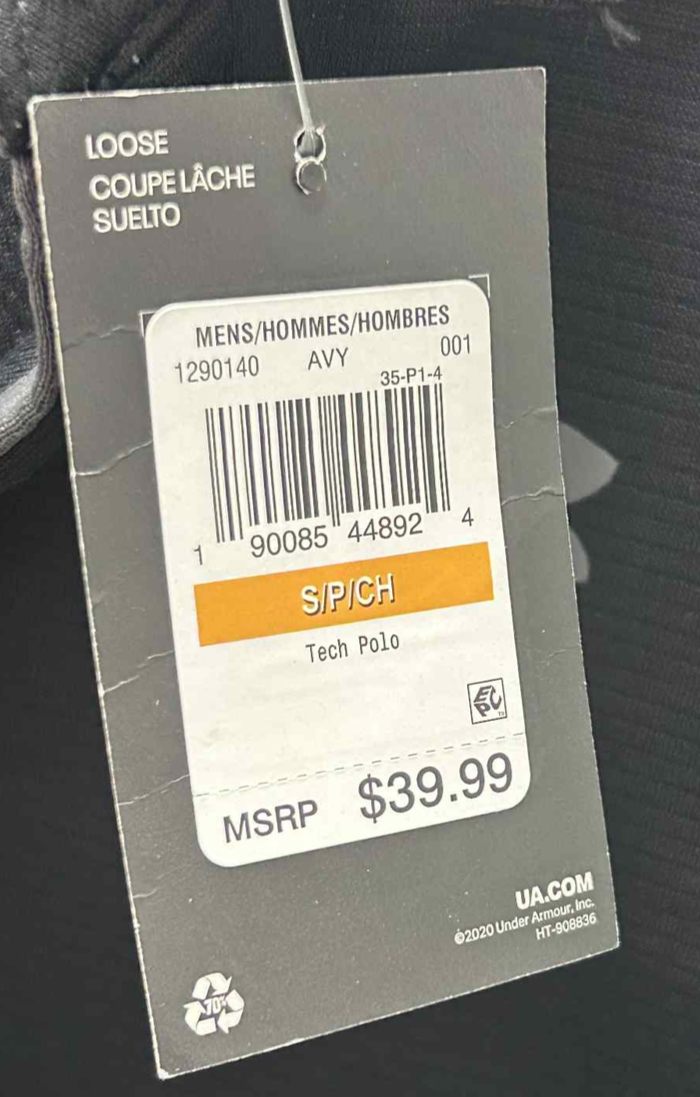 LOOSE
COUPE LÂCHE
SUELTO
MENS/HOMMES/HOMBRES
1290140 AVY 001
35-P1-4
1 90085 44892 4
S/P/CH
Tech Polo
EPC
MSRP $39.99
UA.COM
©2020 Under Armour, Inc.
HT-908836
70%